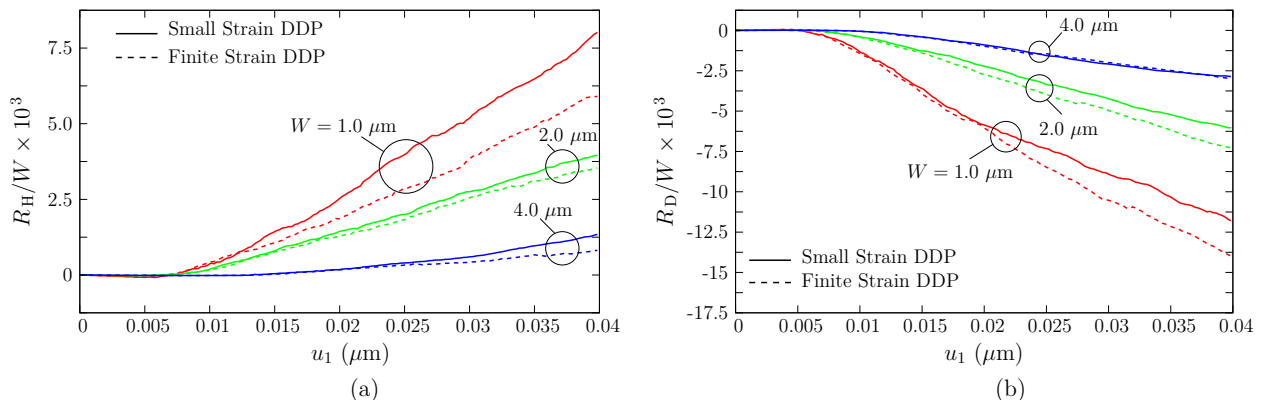 Small Strain DDP
Finite Strain DDP
7.5
5.0
2.5
0
R_H/W × 10^3
W = 1.0 μm
2.0 μm
4.0 μm
0 0.005 0.01 0.015 0.02 0.025 0.03 0.035 0.04
u_1 (μm)
(a)
0
-2.5
-5
-7.5
-10
-12.5
-15
-17.5
R_D/W × 10^3
4.0 μm
2.0 μm
W = 1.0 μm
Small Strain DDP
Finite Strain DDP
0 0.005 0.01 0.015 0.02 0.025 0.03 0.035 0.04
u_1 (μm)
(b)